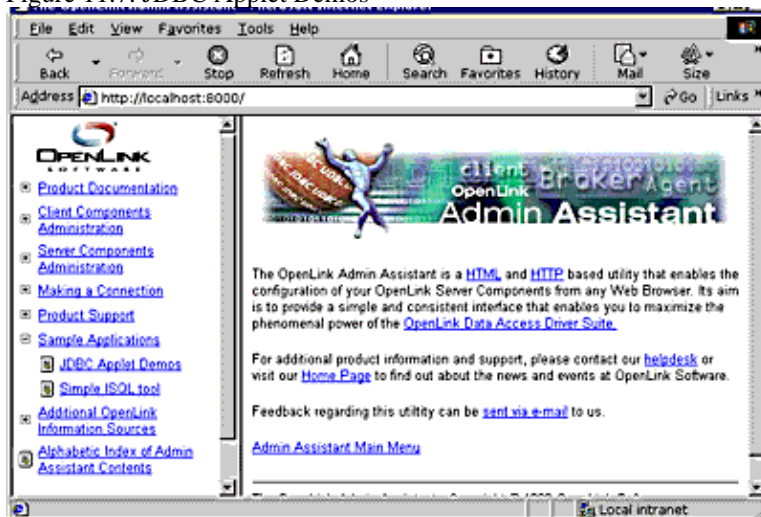 Figure 11.7. JDBC Applet Demos
File Edit View Favorites Tools Help
Back Forward Stop Refresh Home Search Favorites History Mail Size
Address http://localhost:8000/ Go Links
OPENLINK
SOFTWARE
Product Documentation
Client Components
Administration
Server Components
Administration
Making a Connection
Product Support
Sample Applications
JDBC Applet Demos
Simple ISQL tool
Additional OpenLink
Information Sources
Alphabetic Index of Admin
Assistant Contents
client
OpenLink Broker Agent
Admin Assistant
The OpenLink Admin Assistant is a HTML and HTTP based utility that enables the
configuration of your OpenLink Server Components from any Web Browser. Its aim
is to provide a simple and consistent interface that enables you to maximize the
phenomenal power of the OpenLink Data Access Driver Suite.
For additional product information and support, please contact our helpdesk or
visit our Home Page to find out about the news and events at OpenLink Software.
Feedback regarding this utiltity can be sent via e-mail to us.
Admin Assistant Main Menu
Local intranet